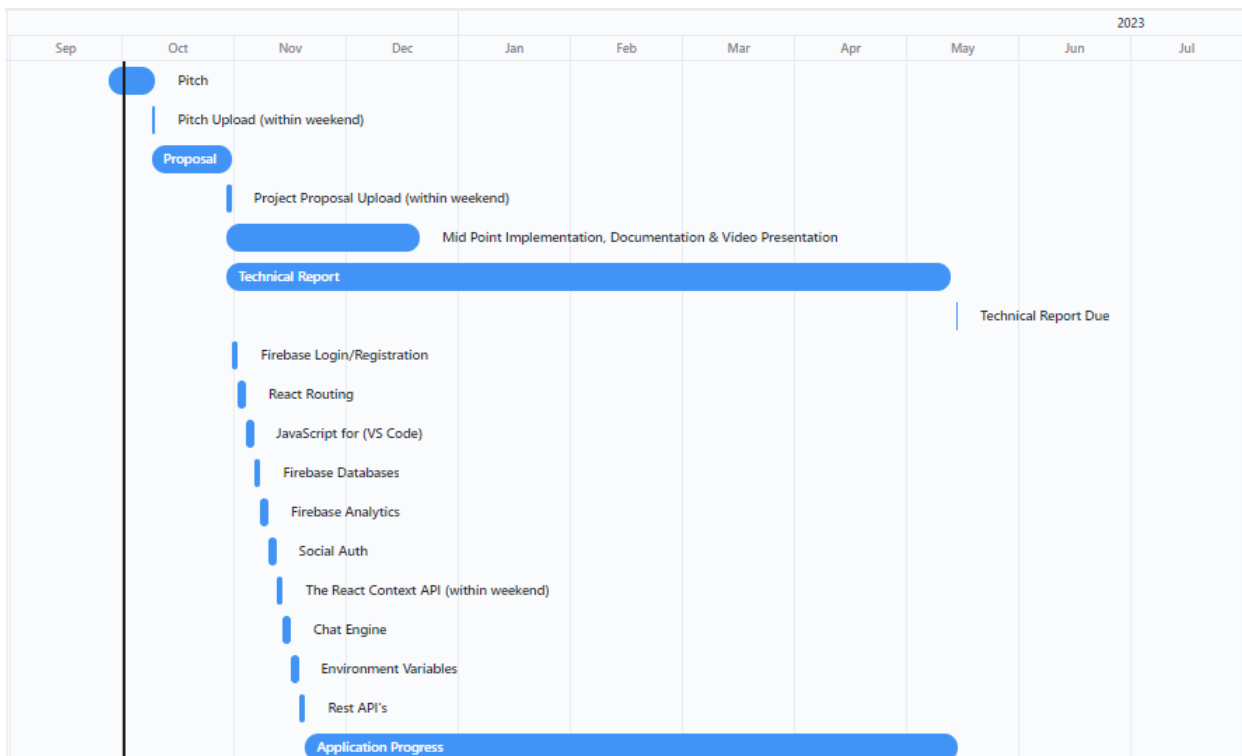 2023
Sep Oct Nov Dec Jan Feb Mar Apr May Jun Jul
Pitch
Pitch Upload (within weekend)
Proposal
Project Proposal Upload (within weekend)
Mid Point Implementation, Documentation & Video Presentation
Technical Report
Technical Report Due
Firebase Login/Registration
React Routing
JavaScript for (VS Code)
Firebase Databases
Firebase Analytics
Social Auth
The React Context API (within weekend)
Chat Engine
Environment Variables
Rest API's
Application Progress